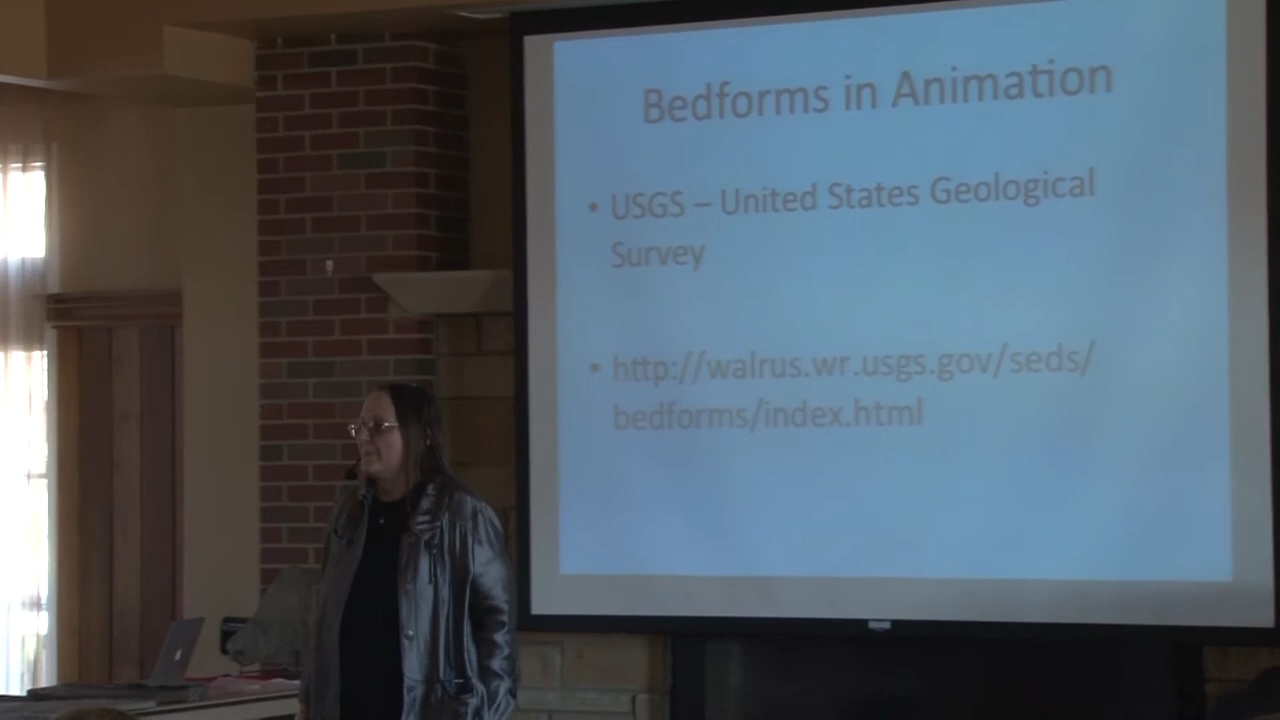 Bedforms in Animation
• USGS – United States Geological
Survey
• http://walrus.wr.usgs.gov/seds/
bedforms/index.html